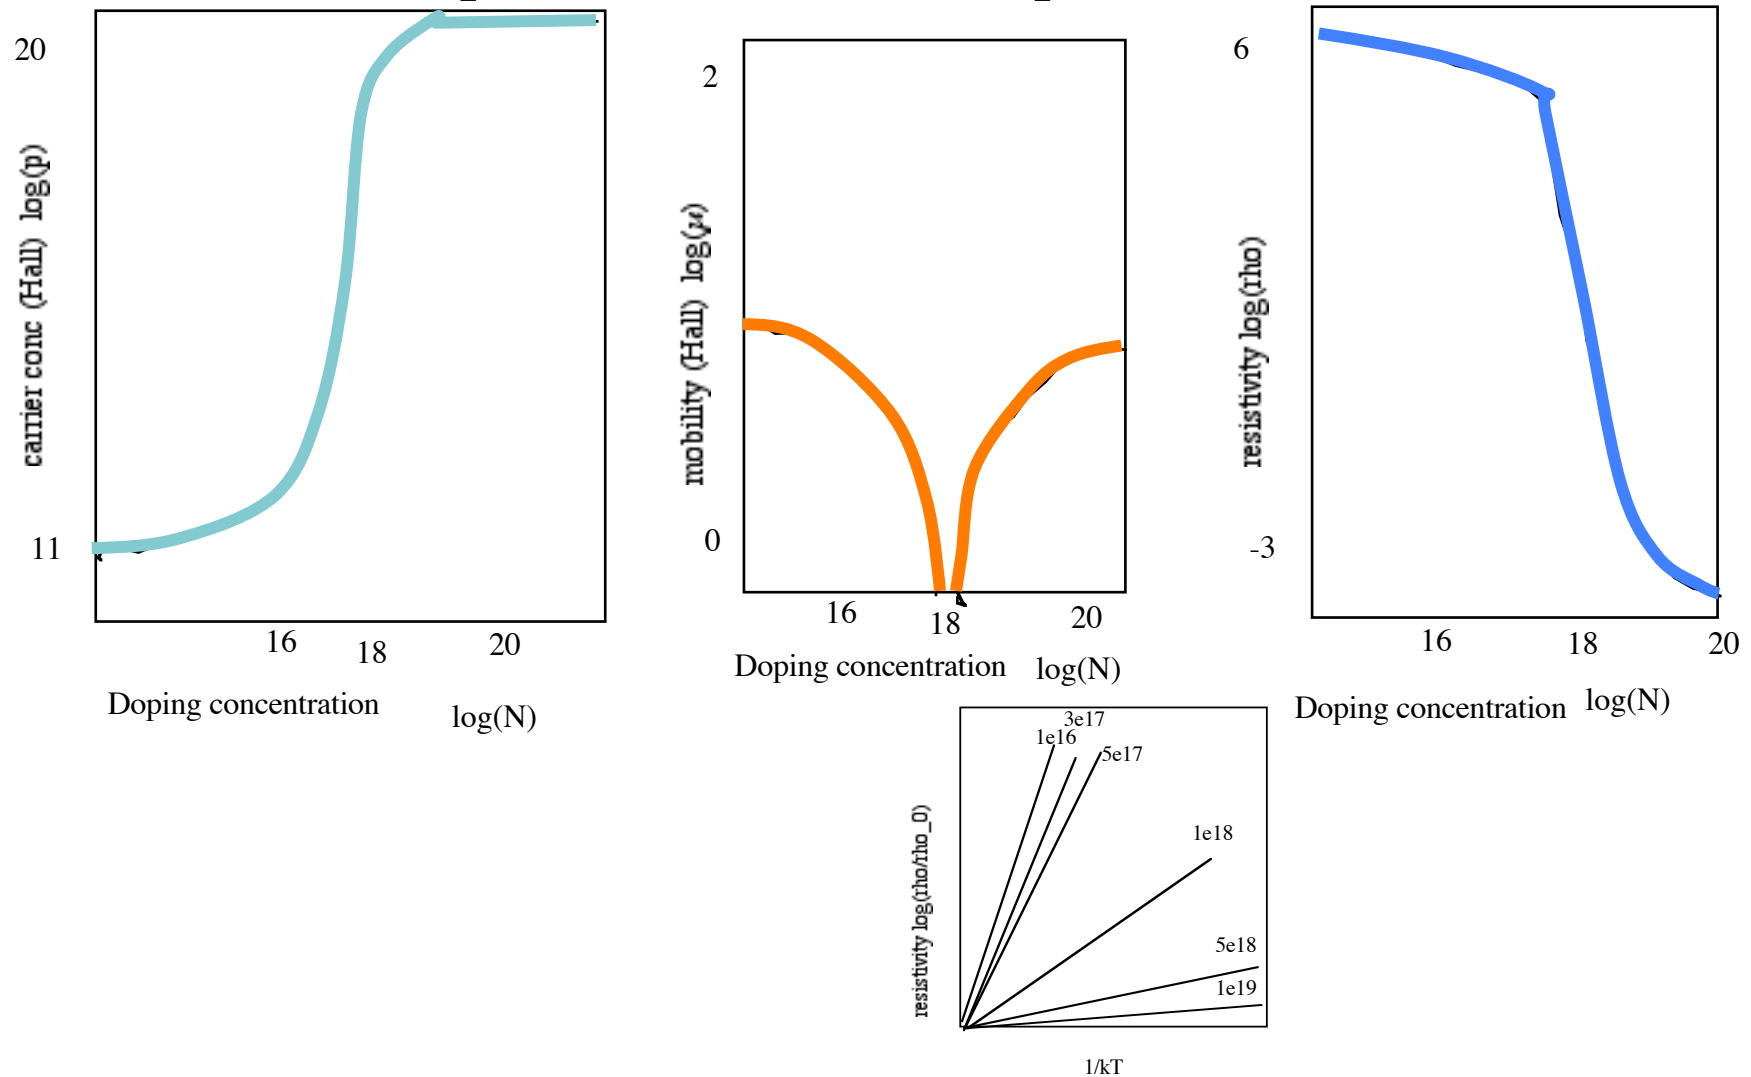 20
11
carrier conc (Hall) log(p)
16
18
20
Doping concentration
log(N)
2
0
mobility (Hall) log(μ)
16
18
20
Doping concentration
log(N)
6
-3
resistivity log(rho)
16
18
20
Doping concentration
log(N)
3e17
1e16
5e17
1e18
5e18
1e19
resistivity log(rho/rho_0)
1/kT